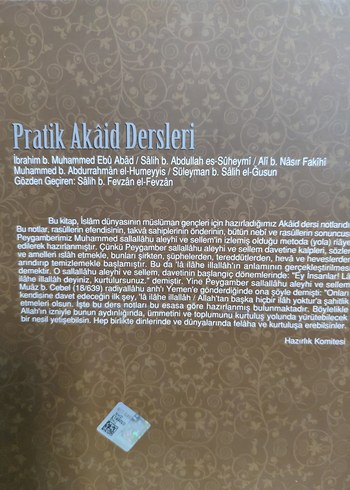 Pratik Akâid Dersleri
İbrahim b. Muhammed Ebû Abâd / Sâlih b. Abdullah es-Süheymî / Alî b. Nâsır Fakîhî
Muhammed b. Abdurrahmân el-Humeyyis / Süleyman b. Sâlih el-Gusun
Gözden Geçiren: Sâlih b. Fevzân el-Fevzân
Bu kitap, İslâm dünyasının müslüman gençleri için hazırladığımız Akâid dersi notlarıdır.
Bu notlar, rasûllerin efendisinin, takvâ sahiplerinin önderinin, bütün nebî ve rasûllerin sonuncusu
Peygamberimiz Muhammed sallallâhu aleyhi ve sellem'in izlemiş olduğu metoda (yola) riâye
edilerek hazırlanmıştır. Çünkü Peygamber sallallâhu aleyhi ve sellem davetine kalpleri, sözler
ve amelleri ıslâh etmekle, bunları şirkten, şüphelerden, tereddütlerden, hevâ ve heveslerden
arındırıp temizlemekle başlamıştır. Bu da 'lâ ilâhe illallâh'ın anlamının gerçekleştirilmesi
demektir. O sallallâhu aleyhi ve sellem, davetinin başlangıç dönemlerinde: "Ey İnsanlar! Lâ
ilâhe illallâh deyiniz, kurtulursunuz." demiştir. Yine Peygamber sallallâhu aleyhi ve sellem
Muâz b. Cebel (18/639) radiyallâhu anh'ı Yemen'e gönderdiğinde ona şöyle demişti: "Onları
kendisine davet edeceğin ilk şey, 'lâ ilâhe illallâh / Allah'tan başka hiçbir ilâh yoktur'a şahitlik
etmeleri olsun. İşte bu ders notları bu esasa göre hazırlanmış bulunmaktadır. Böylelikle
Allah'ın izniyle bunun aydınlığında, ümmetini ve toplumunu kurtuluş yolunda yürütebilecek
bir nesil yetişebilsin. Hep birlikte dinlerinde ve dünyalarında felâha ve kurtuluşa erebilsinler.
Hazırlık Komitesi